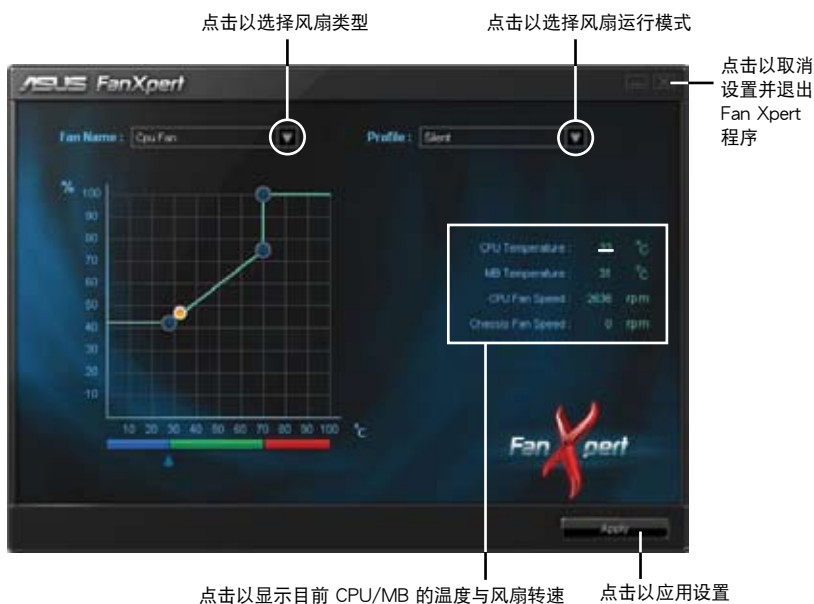 点击以选择风扇类型
点击以选择风扇运行模式
点击以取消
设置并退出
Fan Xpert
程序
ASUS FanXpert
Fan Name : Cpu Fan
Profile : Silent
%
100
90
80
70
60
50
40
30
20
10
10 20 30 40 50 60 70 80 90 100 °C
CPU Temperature : °C
MB Temperature : 31 °C
CPU Fan Speed : 2636 rpm
Chassis Fan Speed : 0 rpm
Fan Xpert
Apply
点击以显示目前 CPU/MB 的温度与风扇转速
点击以应用设置